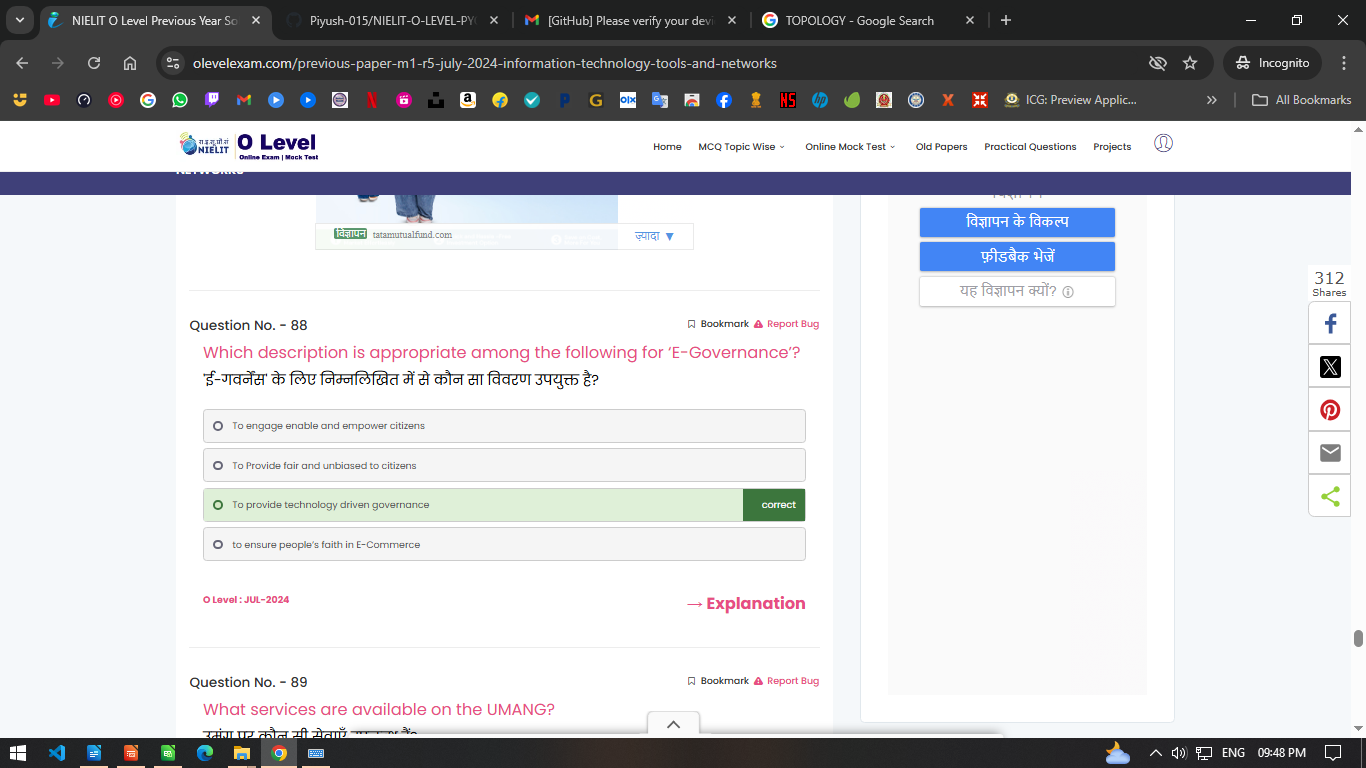 NIELIT O Level Previous Year So
Piyush-015/NIELIT-O-LEVEL-PY
[GitHub] Please verify your devi
TOPOLOGY - Google Search
olevelexam.com/previous-paper-m1-r5-july-2024-information-technology-tools-and-networks
Incognito
ICG: Preview Applic...
All Bookmarks
रा.इ.सू.प्रौ.सं
NIELIT
O Level
Online Exam | Mock Test
Home
MCQ Topic Wise
Online Mock Test
Old Papers
Practical Questions
Projects
विज्ञापन
tatamutualfund.com
ज़्यादा ▼
विज्ञापन के विकल्प
फ़ीडबैक भेजें
यह विज्ञापन क्यों?
312
Shares
Question No. - 88
Bookmark
Report Bug
Which description is appropriate among the following for ‘E-Governance’?
'ई-गवर्नेंस' के लिए निम्नलिखित में से कौन सा विवरण उपयुक्त है?
To engage enable and empower citizens
To Provide fair and unbiased to citizens
To provide technology driven governance
correct
to ensure people’s faith in E-Commerce
O Level : JUL-2024
→ Explanation
Question No. - 89
Bookmark
Report Bug
What services are available on the UMANG?
ENG
09:48 PM